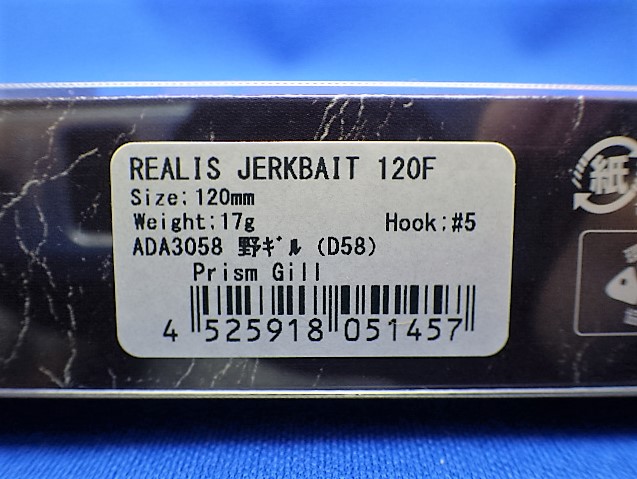 REALIS JERKBAIT 120F
Size:120mm
Weight:17g Hook:#5
ADA3058 野ギル (D58)
Prism Gill
4 525918 051457
紙